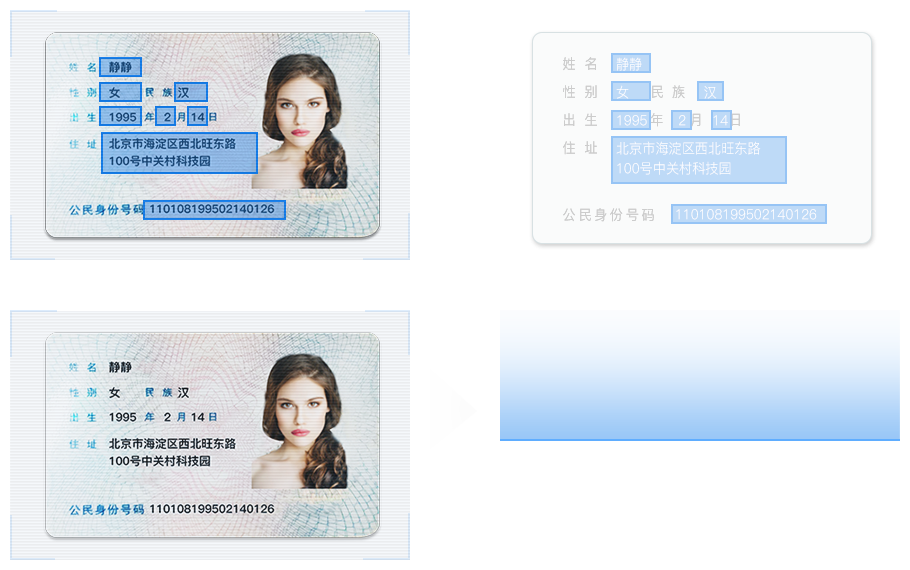 姓 名 静静
性 别 女 民 族 汉
出 生 1995 年 2 月 14 日
住 址 北京市海淀区西北旺东路
100号中关村科技园
公民身份号码 110108199502140126
姓 名 静静
性 别 女 民 族 汉
出 生 1995 年 2 月 14 日
住 址 北京市海淀区西北旺东路
100号中关村科技园
公民身份号码 110108199502140126
姓 名 静静
性 别 女 民 族 汉
出 生 1995 年 2 月 14 日
住 址 北京市海淀区西北旺东路
100号中关村科技园
公民身份号码 110108199502140126